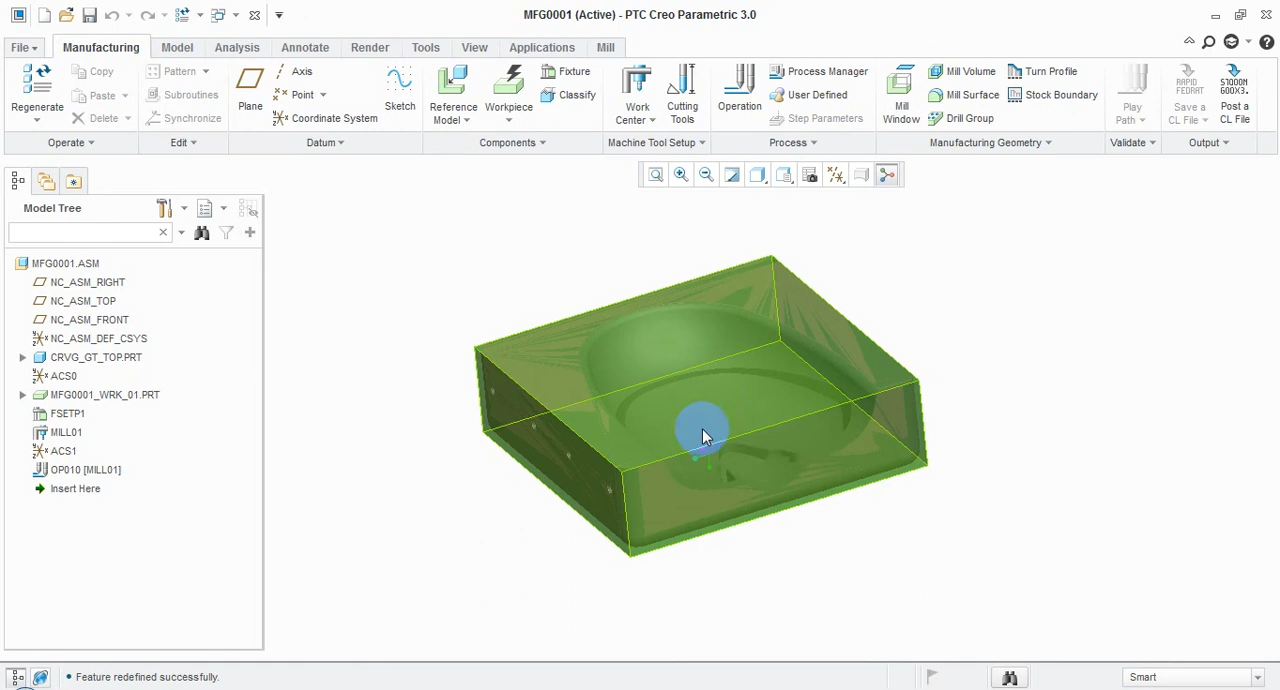 MFG0001 (Active) - PTC Creo Parametric 3.0
File Manufacturing Model Analysis Annotate Render Tools View Applications Mill
Regenerate
Copy
Paste
Delete
Operate
Pattern
Subroutines
Synchronize
Edit
Plane
Axis
Point
Coordinate System
Sketch
Datum
Reference
Model
Workpiece
Fixture
Classify
Components
Work
Center
Cutting
Tools
Machine Tool Setup
Operation
Process Manager
User Defined
Step Parameters
Process
Mill
Window
Mill Volume
Mill Surface
Drill Group
Turn Profile
Stock Boundary
Manufacturing Geometry
Play
Path
Validate
RAPID
FEDRAT
Save a
CL File
S1000M
G00X3.
Post a
CL File
Output
Model Tree
MFG0001.ASM
NC_ASM_RIGHT
NC_ASM_TOP
NC_ASM_FRONT
NC_ASM_DEF_CSYS
CRVG_GT_TOP.PRT
ACS0
MFG0001_WRK_01.PRT
FSETP1
MILL01
ACS1
OP010 [MILL01]
Insert Here
Feature redefined successfully.
Smart